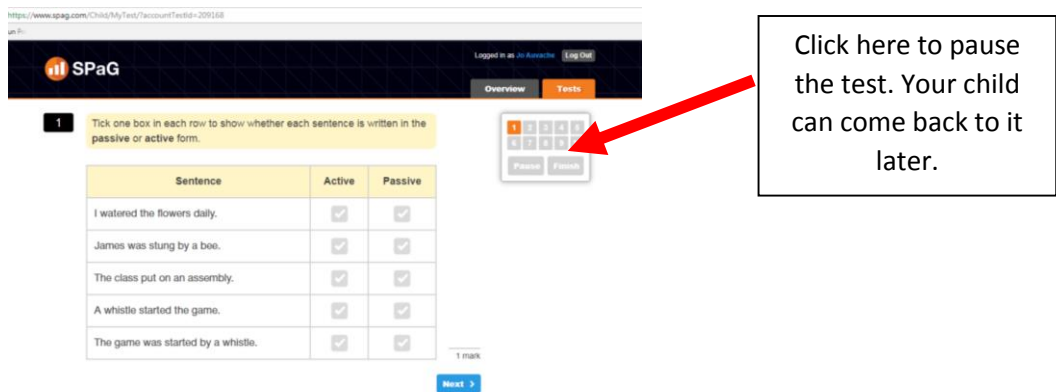 https://www.spag.com/Child/MyTest/?accountTestId=209168
SPaG
Logged in as Jo Auvache Log Out
Overview Tests
1 Tick one box in each row to show whether each sentence is written in the
passive or active form.
1 2 3 4 5
6 7 8 9
Pause Finish
Sentence Active Passive
I watered the flowers daily.
James was stung by a bee.
The class put on an assembly.
A whistle started the game.
The game was started by a whistle.
1 mark
Next >
Click here to pause
the test. Your child
can come back to it
later.